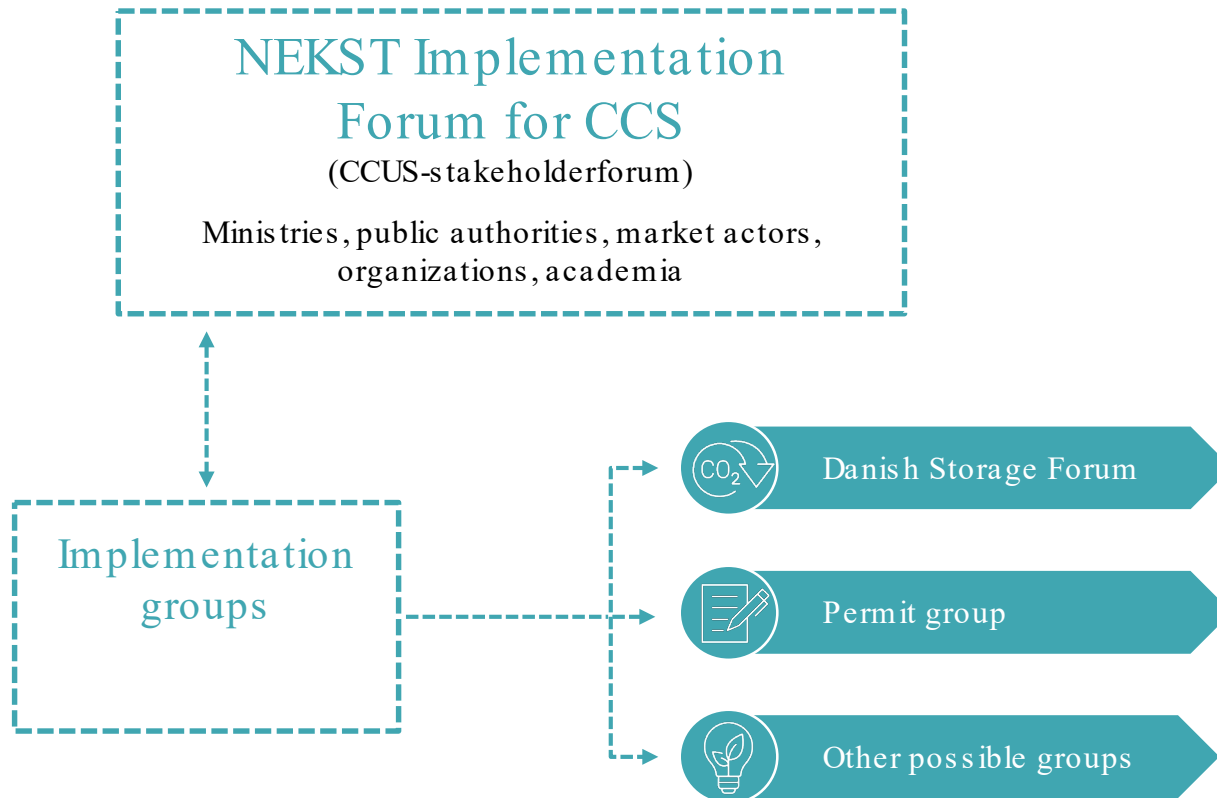 NEKST Implementation
Forum for CCS
(CCUS-stakeholderforum)
Ministries, public authorities, market actors,
organizations, academia
Implementation
groups
CO₂
Danish Storage Forum
Permit group
Other possible groups